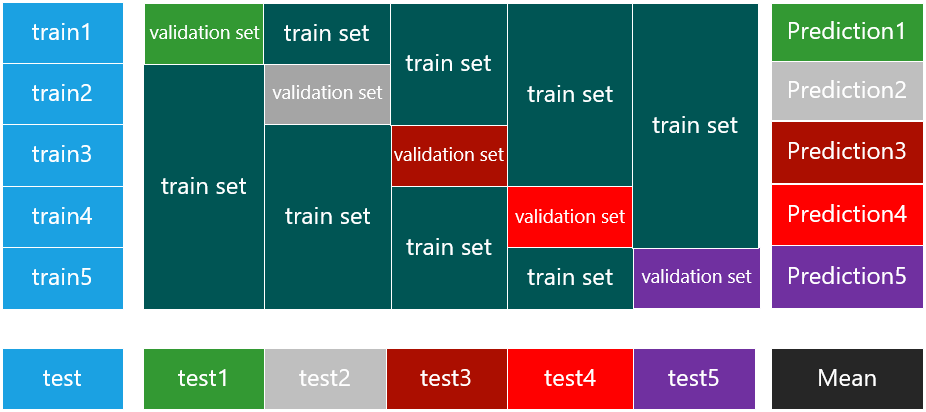 train1
validation set
train set
train set
train set
train set
Prediction1
train2
validation set
Prediction2
train3
train set
train set
validation set
Prediction3
train4
train set
validation set
Prediction4
train5
train set
validation set
Prediction5
test
test1
test2
test3
test4
test5
Mean